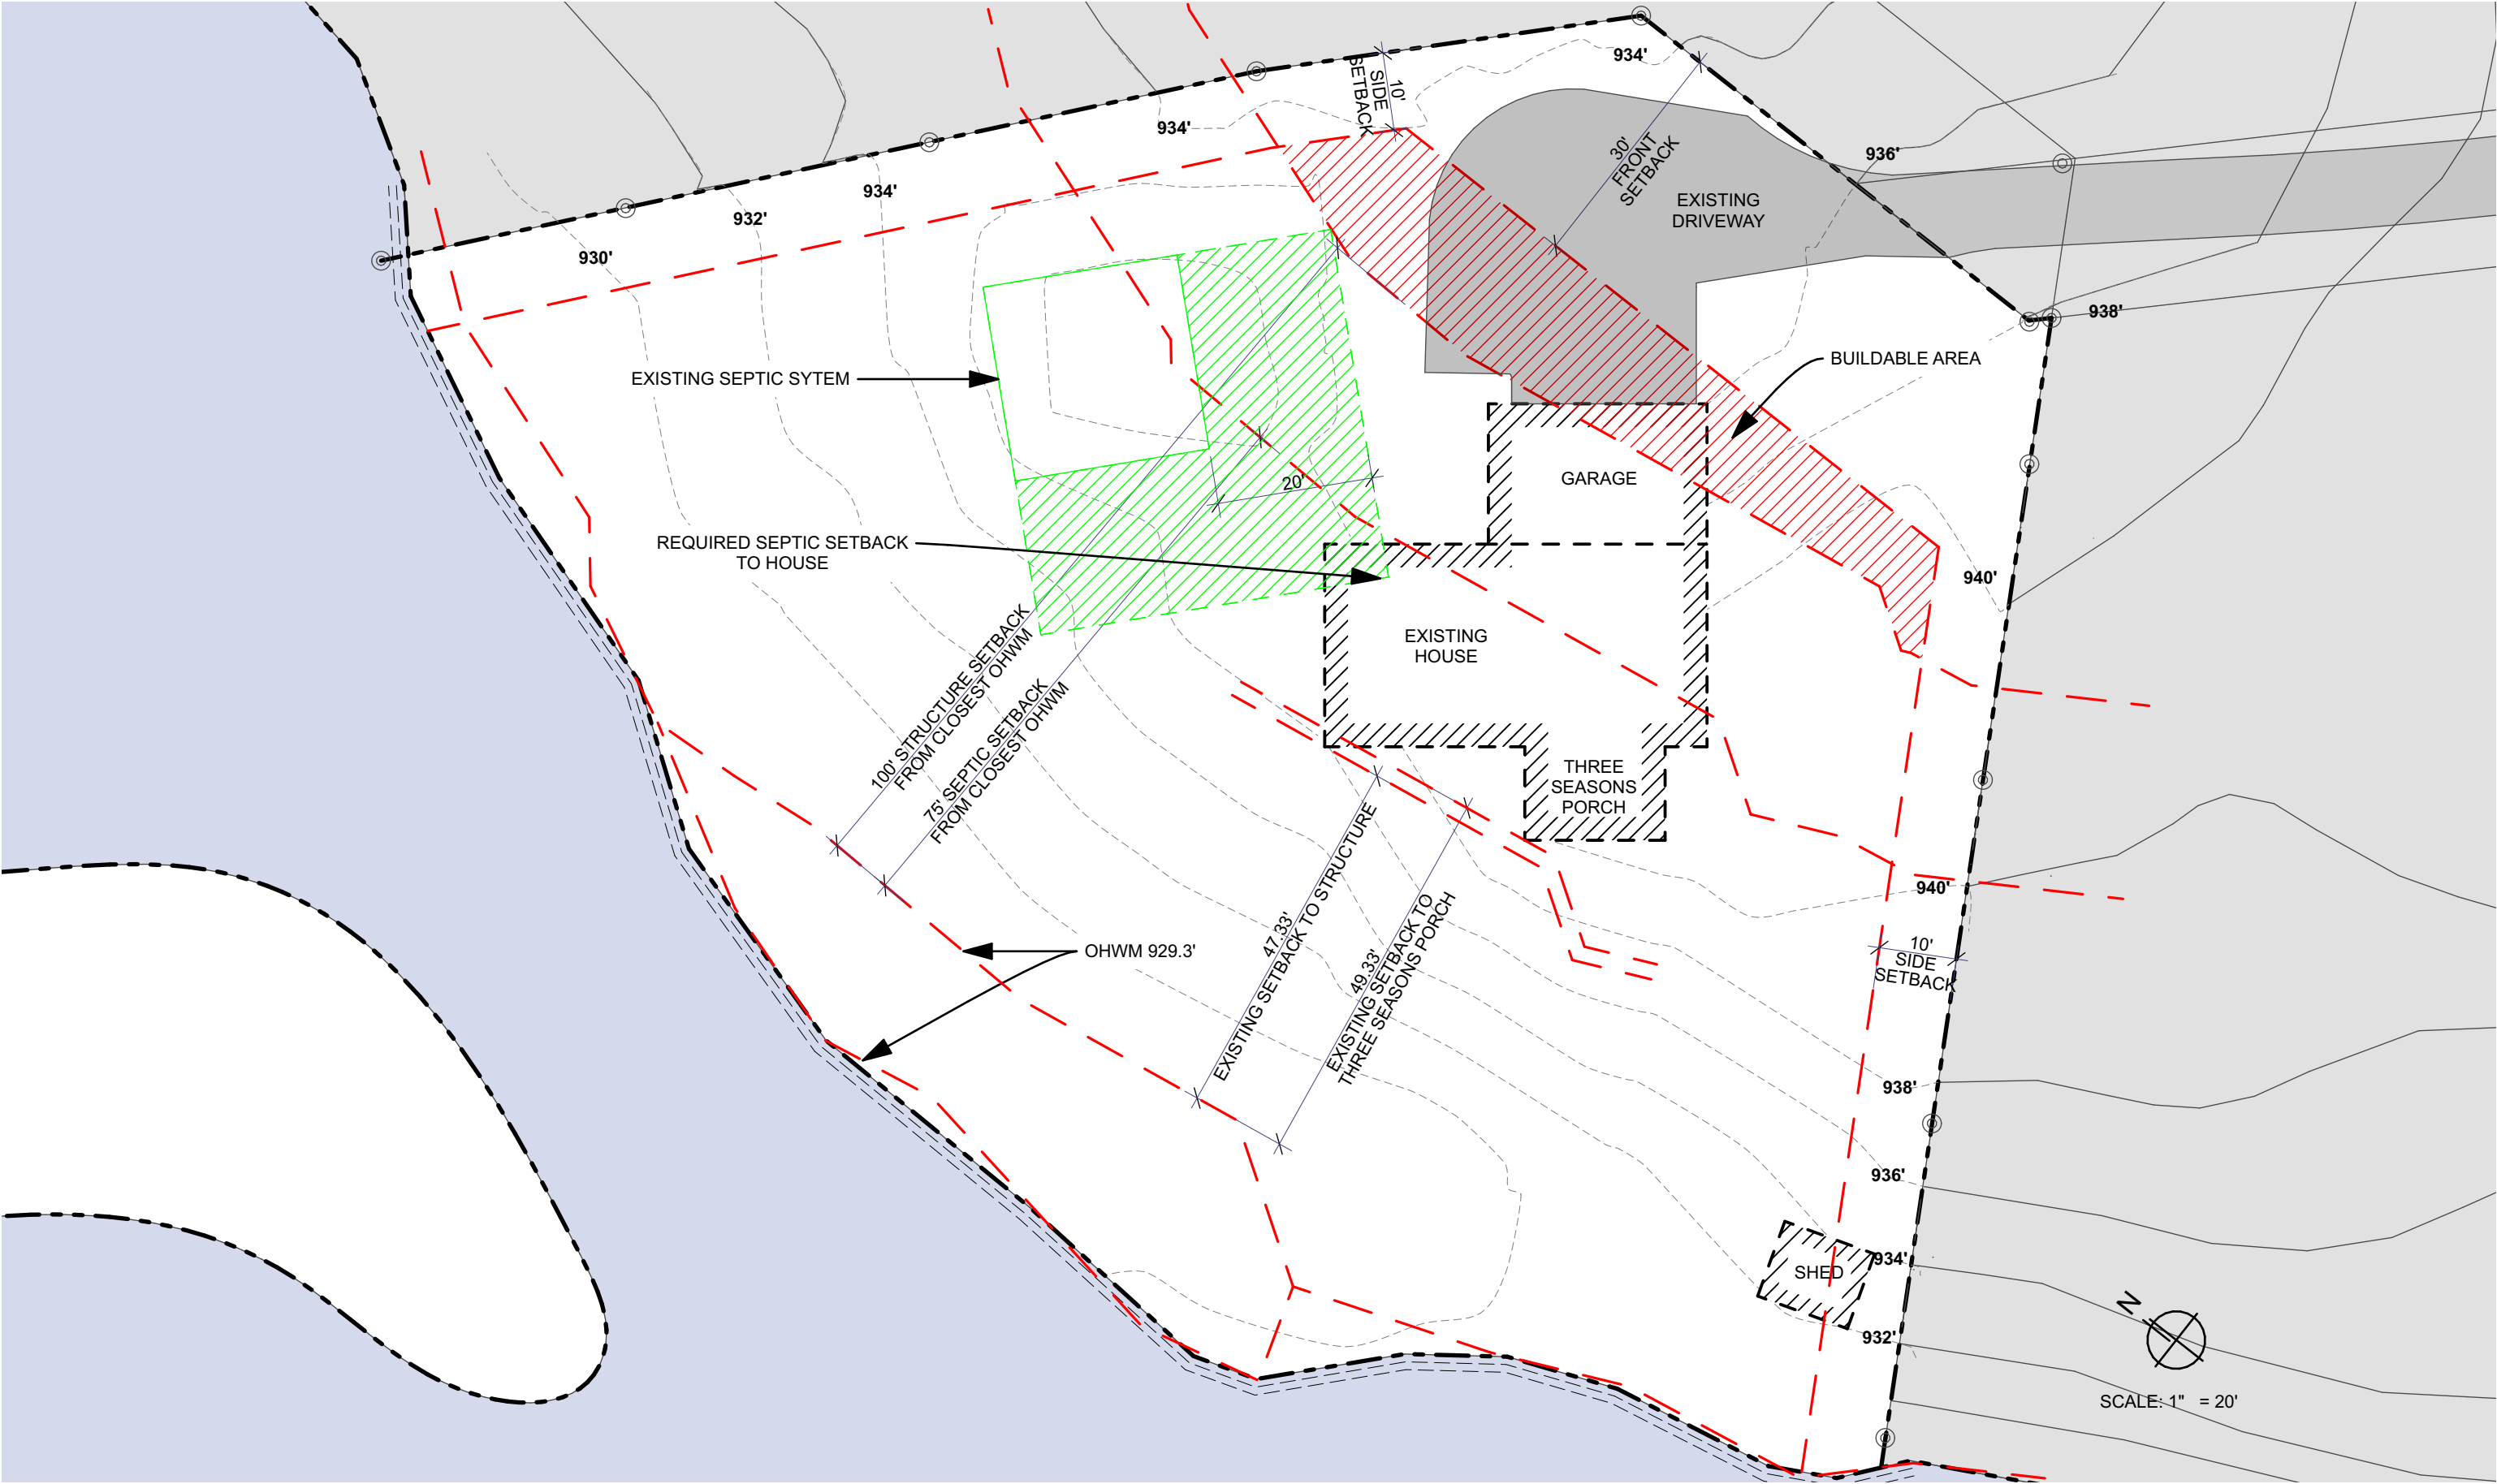 934'
10'
SIDE
SETBACK
934'
30'
FRONT
SETBACK
936'
934'
932'
930'
EXISTING
DRIVEWAY
938'
BUILDABLE AREA
EXISTING SEPTIC SYTEM
20'
GARAGE
REQUIRED SEPTIC SETBACK
TO HOUSE
940'
EXISTING
HOUSE
100' STRUCTURE SETBACK
FROM CLOSEST OHWM
75' SEPTIC SETBACK
FROM CLOSEST OHWM
THREE
SEASONS
PORCH
940'
47.33'
EXISTING SETBACK TO STRUCTURE
49.33'
EXISTING SETBACK TO
THREE SEASONS PORCH
OHWM 929.3'
10'
SIDE
SETBACK
938'
936'
934'
SHED
932'
N
SCALE: 1" = 20'